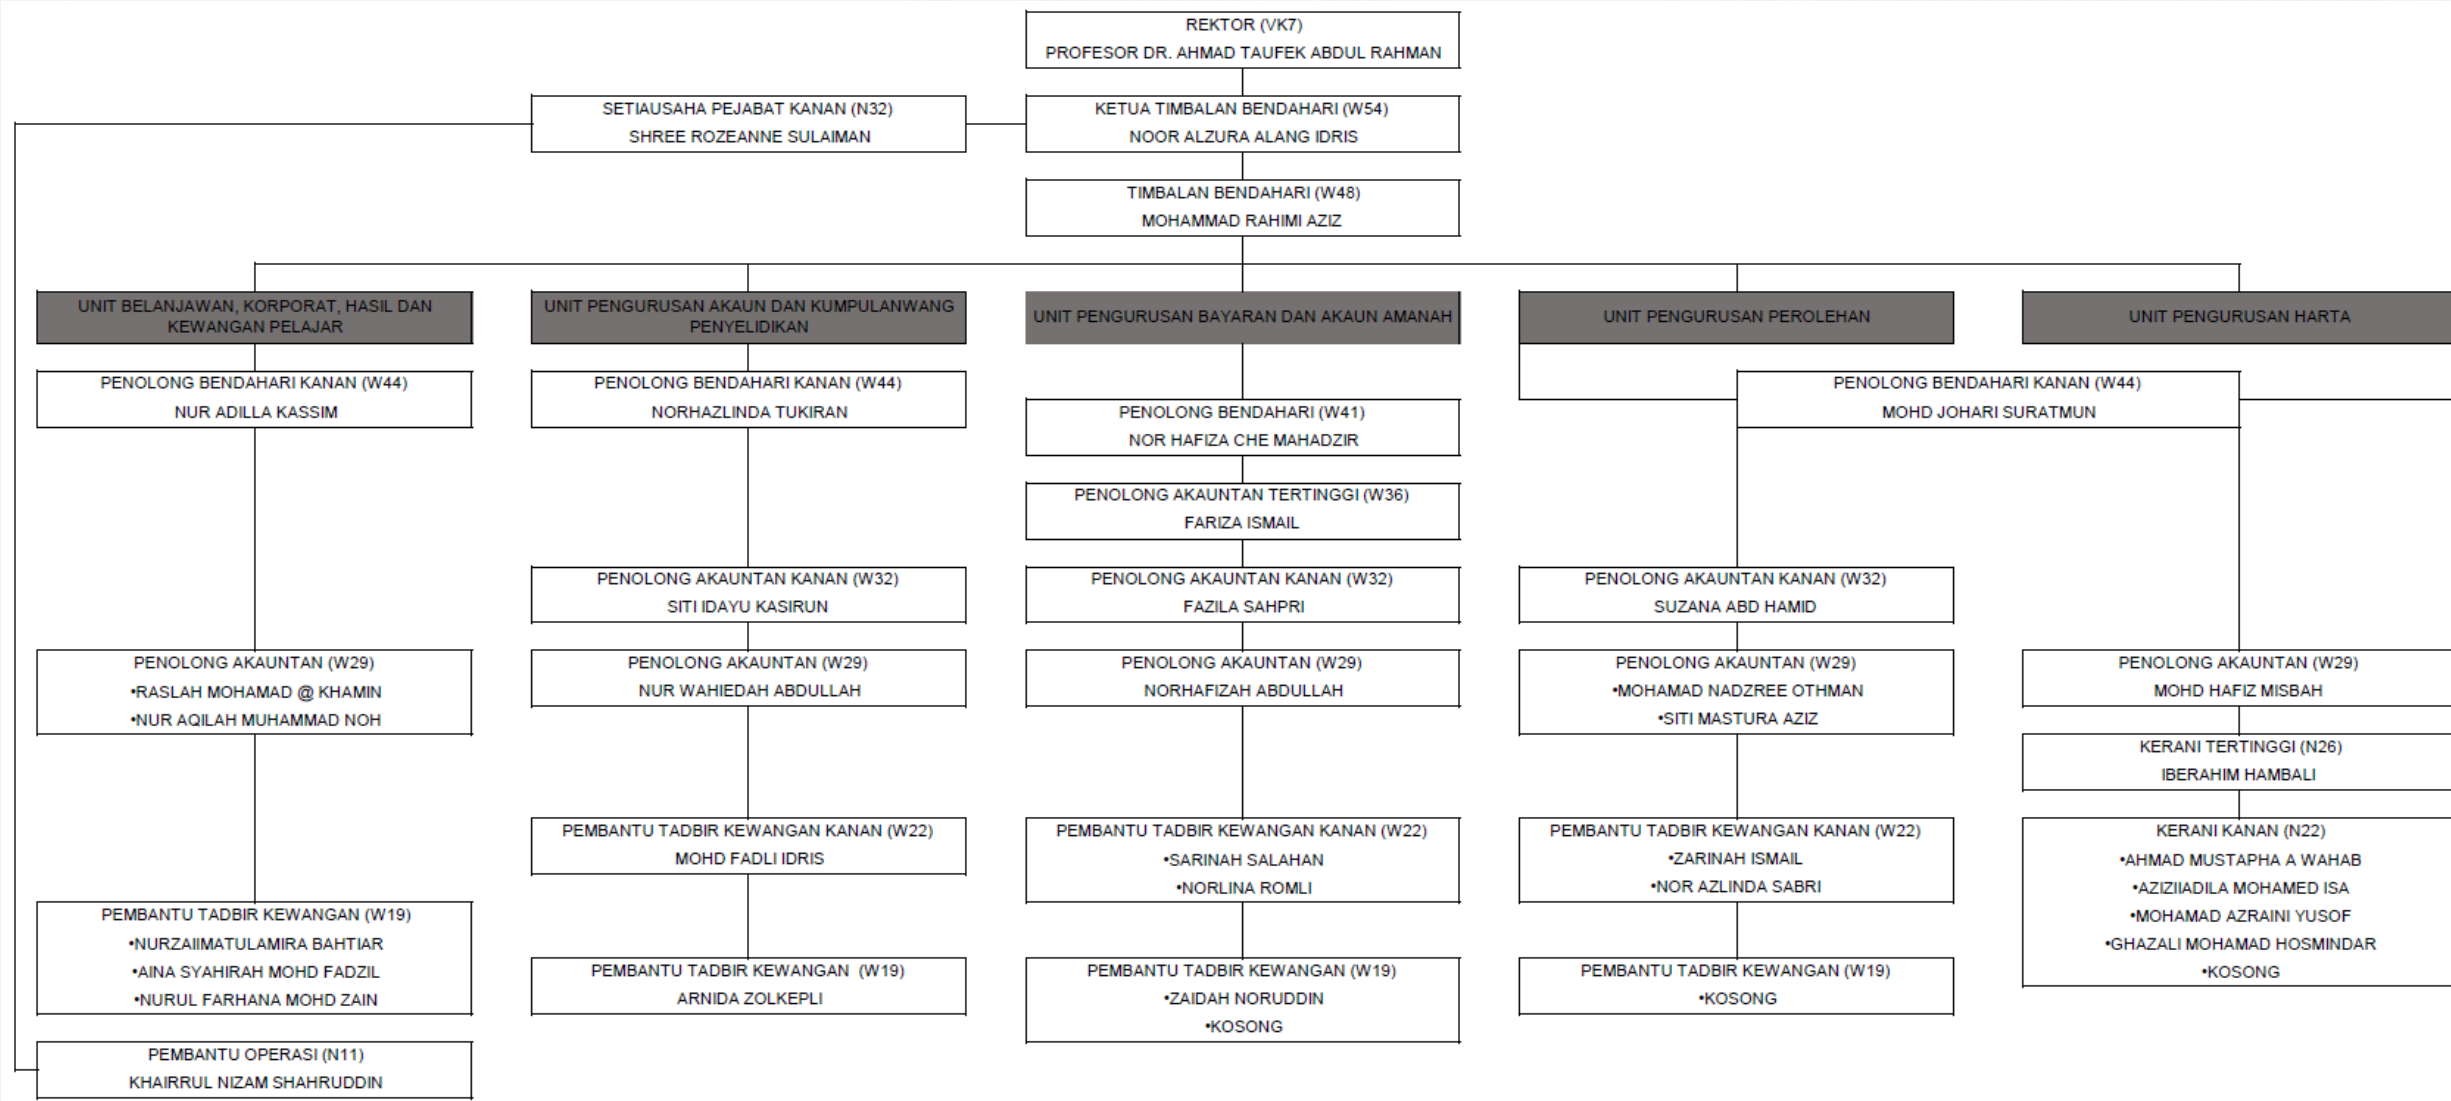 REKTOR (VK7)
PROFESOR DR. AHMAD TAUFEK ABDUL RAHMAN
SETIAUSAHA PEJABAT KANAN (N32)
SHREE ROZEANNE SULAIMAN
KETUA TIMBALAN BENDAHARI (W54)
NOOR ALZURA ALANG IDRIS
TIMBALAN BENDAHARI (W48)
MOHAMMAD RAHIMI AZIZ
UNIT BELANJAWAN, KORPORAT, HASIL DAN
KEWANGAN PELAJAR
PENOLONG BENDAHARI KANAN (W44)
NUR ADILLA KASSIM
PENOLONG AKAUNTAN (W29)
•RASLAH MOHAMAD @ KHAMIN
•NUR AQILAH MUHAMMAD NOH
PEMBANTU TADBIR KEWANGAN (W19)
•NURZAIIMATULAMIRA BAHTIAR
•AINA SYAHIRAH MOHD FADZIL
•NURUL FARHANA MOHD ZAIN
PEMBANTU OPERASI (N11)
KHAIRRUL NIZAM SHAHRUDDIN
UNIT PENGURUSAN AKAUN DAN KUMPULANWANG
PENYELIDIKAN
PENOLONG BENDAHARI KANAN (W44)
NORHAZLINDA TUKIRAN
PENOLONG AKAUNTAN KANAN (W32)
SITI IDAYU KASIRUN
PENOLONG AKAUNTAN (W29)
NUR WAHIEDAH ABDULLAH
PEMBANTU TADBIR KEWANGAN KANAN (W22)
MOHD FADLI IDRIS
PEMBANTU TADBIR KEWANGAN (W19)
ARNIDA ZOLKEPLI
UNIT PENGURUSAN BAYARAN DAN AKAUN AMANAH
PENOLONG BENDAHARI (W41)
NOR HAFIZA CHE MAHADZIR
PENOLONG AKAUNTAN TERTINGGI (W36)
FARIZA ISMAIL
PENOLONG AKAUNTAN KANAN (W32)
FAZILA SAHPRI
PENOLONG AKAUNTAN (W29)
NORHAFIZAH ABDULLAH
PEMBANTU TADBIR KEWANGAN KANAN (W22)
•SARINAH SALAHAN
•NORLINA ROMLI
PEMBANTU TADBIR KEWANGAN (W19)
•ZAIDAH NORUDDIN
•KOSONG
UNIT PENGURUSAN PEROLEHAN
UNIT PENGURUSAN HARTA
PENOLONG BENDAHARI KANAN (W44)
MOHD JOHARI SURATMUN
PENOLONG AKAUNTAN KANAN (W32)
SUZANA ABD HAMID
PENOLONG AKAUNTAN (W29)
•MOHAMAD NADZREE OTHMAN
•SITI MASTURA AZIZ
PEMBANTU TADBIR KEWANGAN KANAN (W22)
•ZARINAH ISMAIL
•NOR AZLINDA SABRI
PEMBANTU TADBIR KEWANGAN (W19)
•KOSONG
PENOLONG AKAUNTAN (W29)
MOHD HAFIZ MISBAH
KERANI TERTINGGI (N26)
IBERAHIM HAMBALI
KERANI KANAN (N22)
•AHMAD MUSTAPHA A WAHAB
•AZIZIIADILA MOHAMED ISA
•MOHAMAD AZRAINI YUSOF
•GHAZALI MOHAMAD HOSMINDAR
•KOSONG